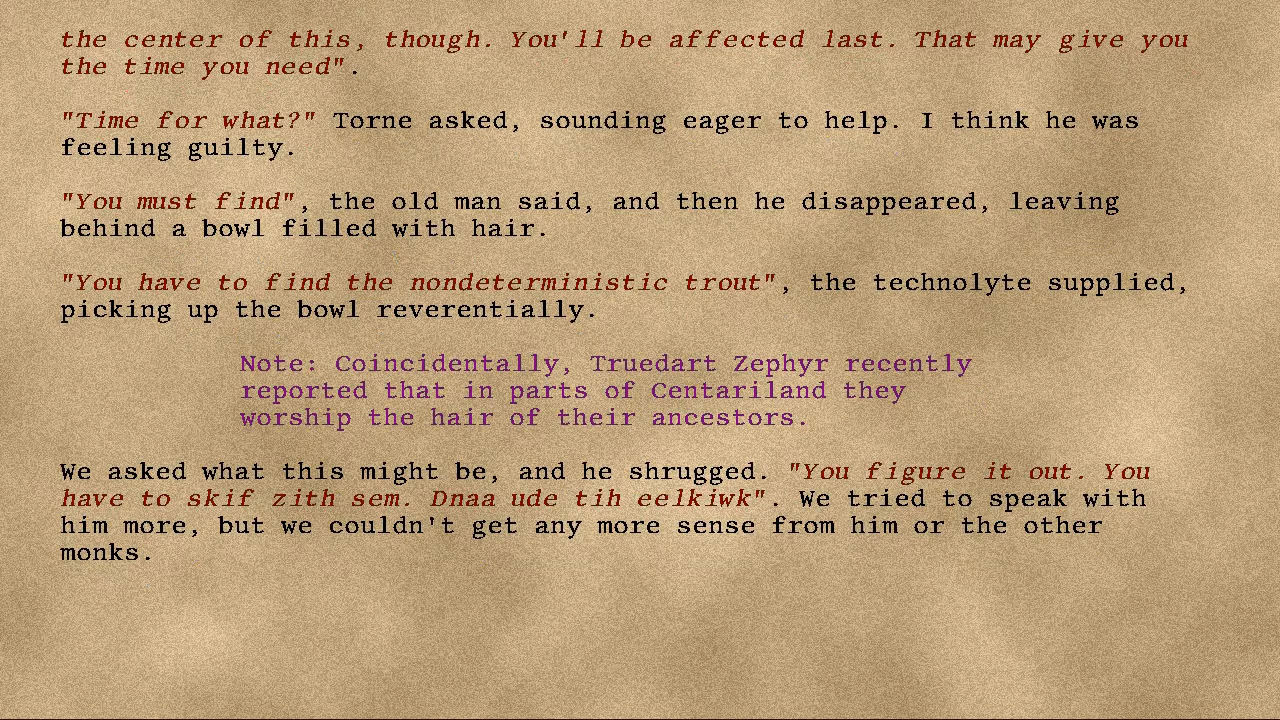 the center of this, though. You'll be affected last. That may give you
the time you need".
"Time for what?" Torne asked, sounding eager to help. I think he was
feeling guilty.
"You must find", the old man said, and then he disappeared, leaving
behind a bowl filled with hair.
"You have to find the nondeterministic trout", the technolyte supplied,
picking up the bowl reverentially.
Note: Coincidentally, Truedart Zephyr recently
reported that in parts of Centariland they
worship the hair of their ancestors.
We asked what this might be, and he shrugged. "You figure it out. You
have to skif zith sem. Dnaa ude tih eelkiwk". We tried to speak with
him more, but we couldn't get any more sense from him or the other
monks.